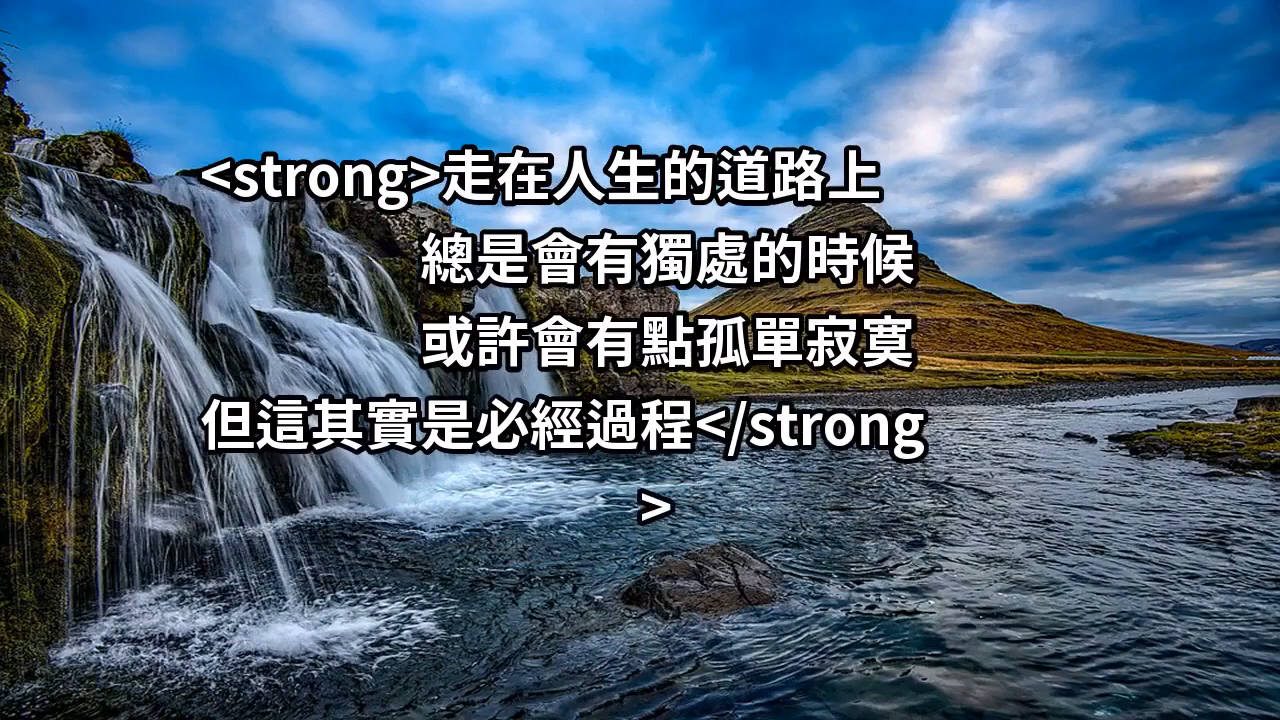 <strong>走在人生的道路上
總是會有獨處的時候
或許會有點孤單寂寞
但這其實是必經過程</strong
>